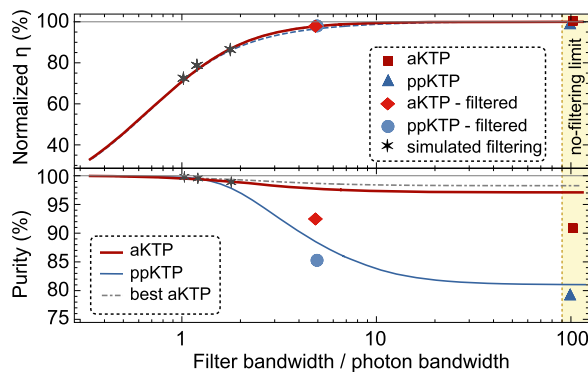 Normalized η (%)
100
80
60
40
aKTP
ppKTP
aKTP - filtered
ppKTP - filtered
simulated filtering
no-filtering limit
Purity (%)
100
95
90
85
80
75
aKTP
ppKTP
best aKTP
1
10
100
Filter bandwidth / photon bandwidth